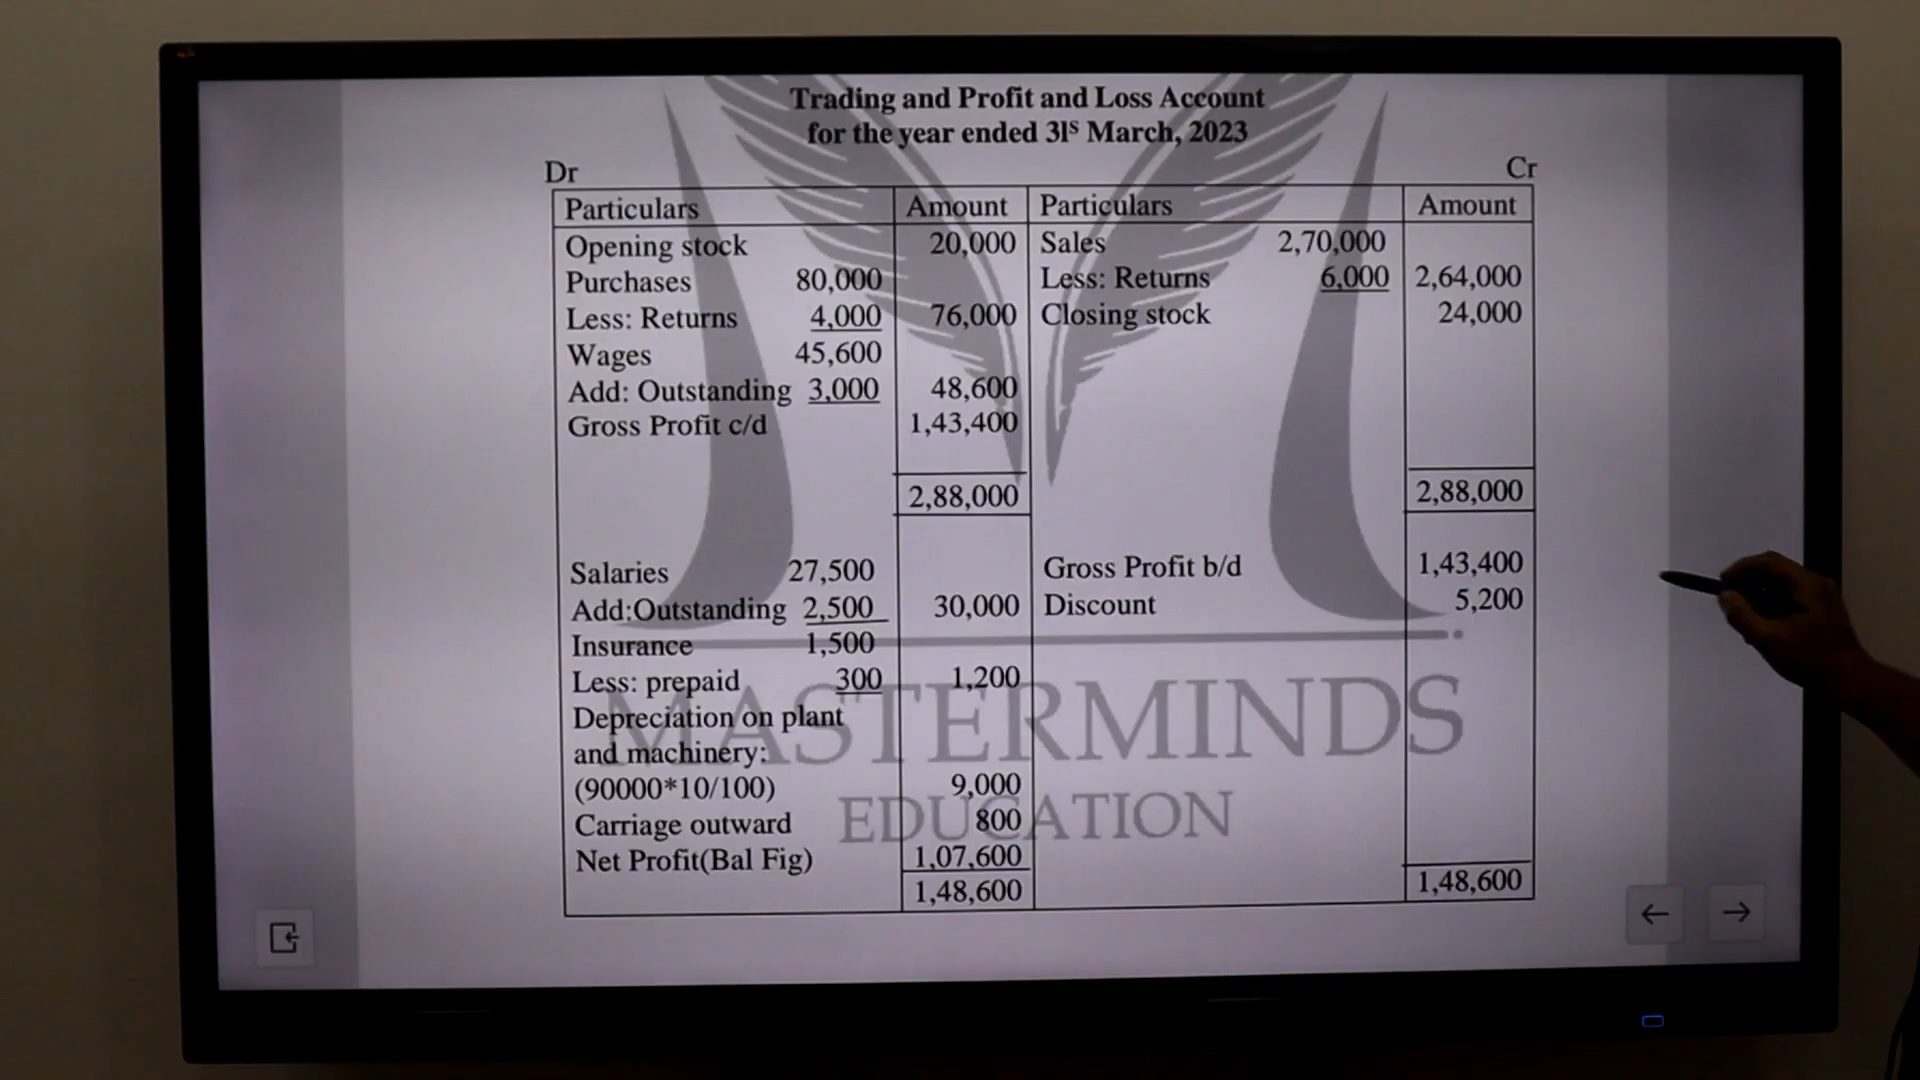 Trading and Profit and Loss Account
for the year ended 31S March, 2023
Dr Cr
Particulars Amount Particulars Amount
Opening stock 20,000 Sales 2,70,000
Purchases 80,000 Less: Returns 6,000 2,64,000
Less: Returns 4,000 76,000 Closing stock 24,000
Wages 45,600
Add: Outstanding 3,000 48,600
Gross Profit c/d 1,43,400
2,88,000 2,88,000
Salaries 27,500 Gross Profit b/d 1,43,400
Add:Outstanding 2,500 30,000 Discount 5,200
Insurance 1,500
Less: prepaid 300 1,200
Depreciation on plant
and machinery:
(90000*10/100) 9,000
Carriage outward 800
Net Profit(Bal Fig) 1,07,600
1,48,600 1,48,600
MASTERMINDS
EDUCATION